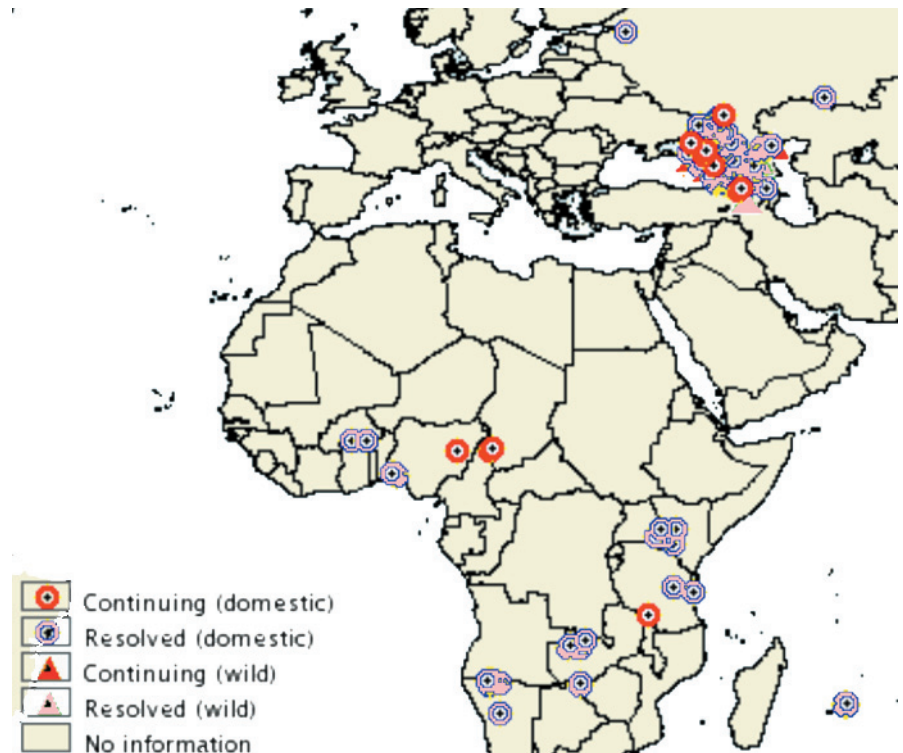 Continuing (domestic)
Resolved (domestic)
Continuing (wild)
Resolved (wild)
No information